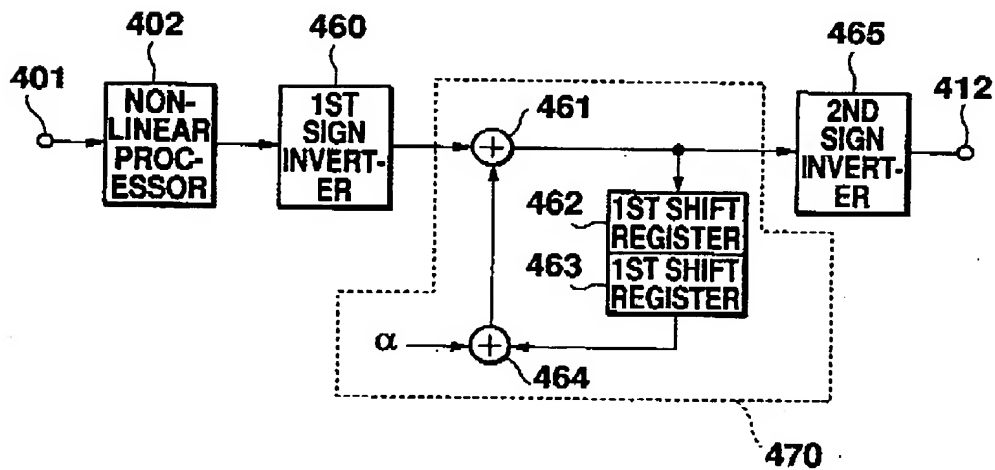 402
460
465
401
461
412
NON-
LINEAR
PROC-
ESSOR
1ST
SIGN
INVERT-
ER
+
2ND
SIGN
INVERT-
ER
462
1ST SHIFT
REGISTER
463
1ST SHIFT
REGISTER
α
+
464
470